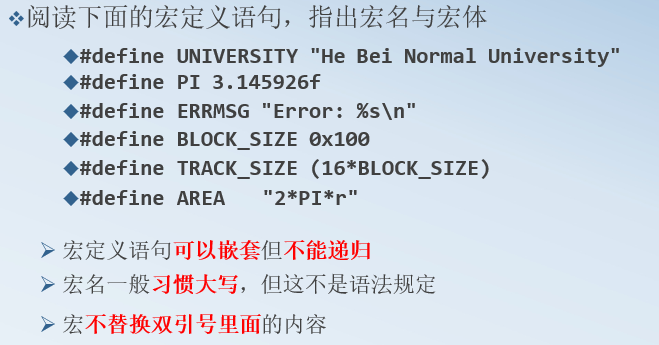 ❖阅读下面的宏定义语句，指出宏名与宏体
◆#define UNIVERSITY "He Bei Normal University"
◆#define PI 3.145926f
◆#define ERRMSG "Error: %s\n"
◆#define BLOCK_SIZE 0x100
◆#define TRACK_SIZE (16*BLOCK_SIZE)
◆#define AREA "2*PI*r"
➢ 宏定义语句可以嵌套但不能递归
➢ 宏名一般习惯大写，但这不是语法规定
➢ 宏不替换双引号里面的内容